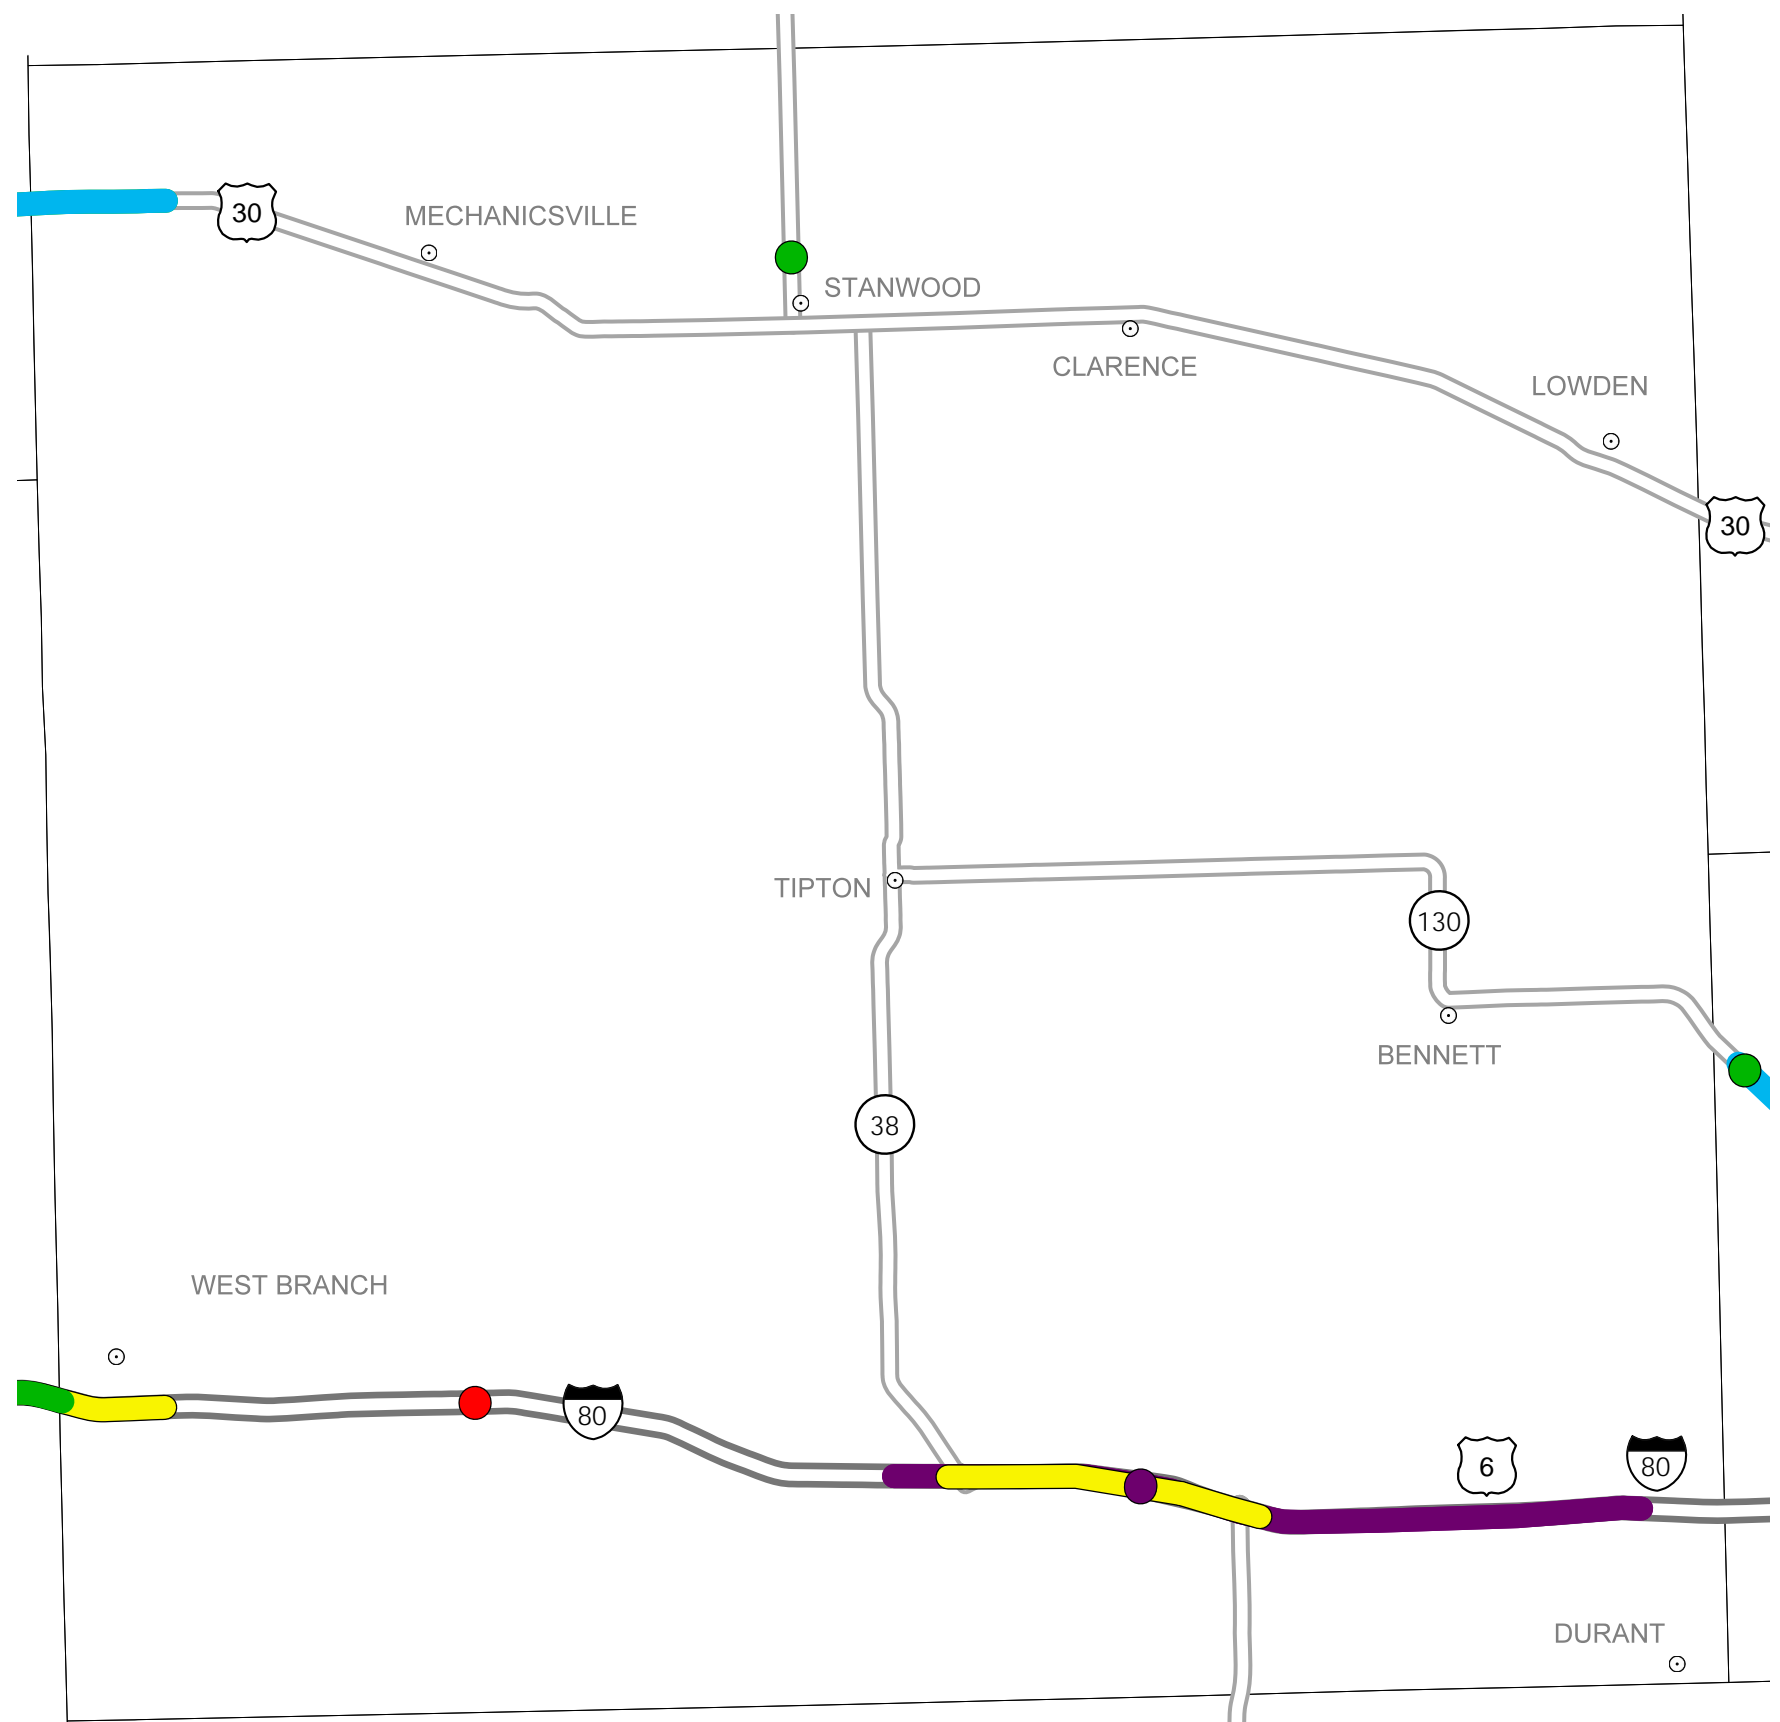 30
MECHANICSVILLE
STANWOOD
CLARENCE
LOWDEN
30
TIPTON
130
BENNETT
38
WEST BRANCH
80
6
80
DURANT